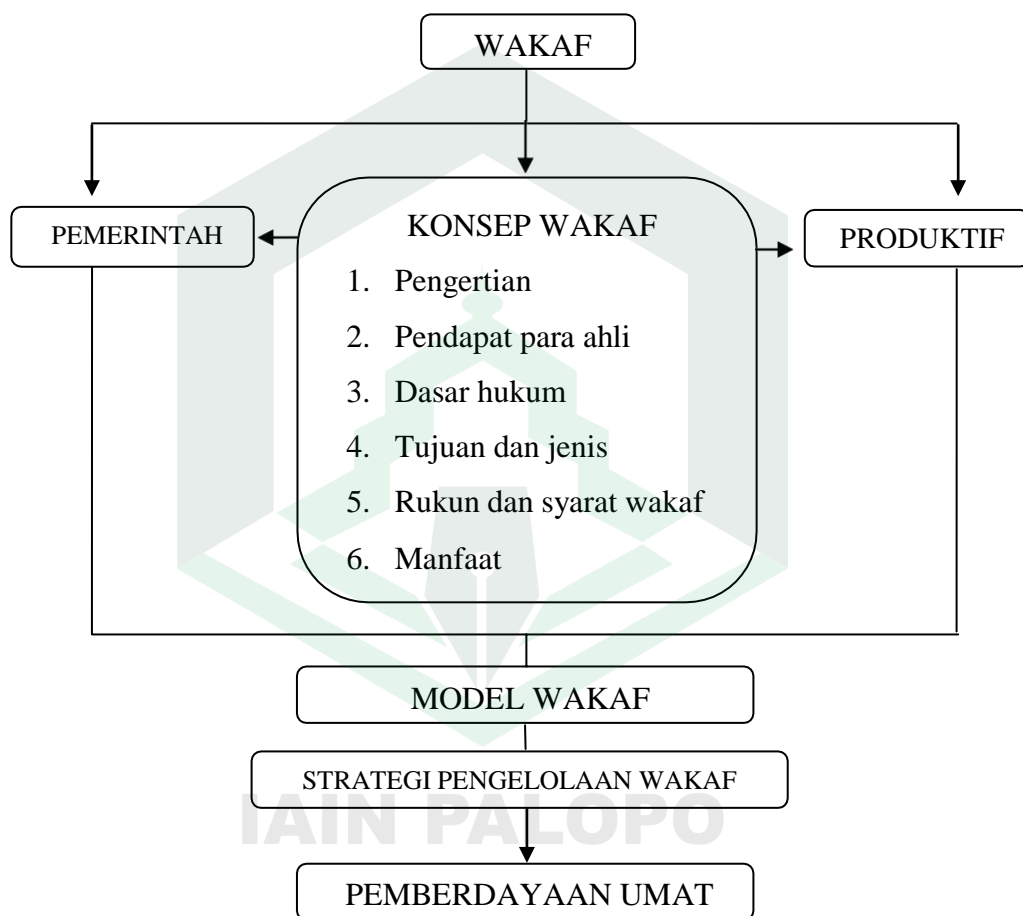 WAKAF
PEMERINTAH
KONSEP WAKAF
1. Pengertian
2. Pendapat para ahli
3. Dasar hukum
4. Tujuan dan jenis
5. Rukun dan syarat wakaf
6. Manfaat
PRODUKTIF
MODEL WAKAF
STRATEGI PENGELOLAAN WAKAF
IAIN PALOPO
PEMBERDAYAAN UMAT